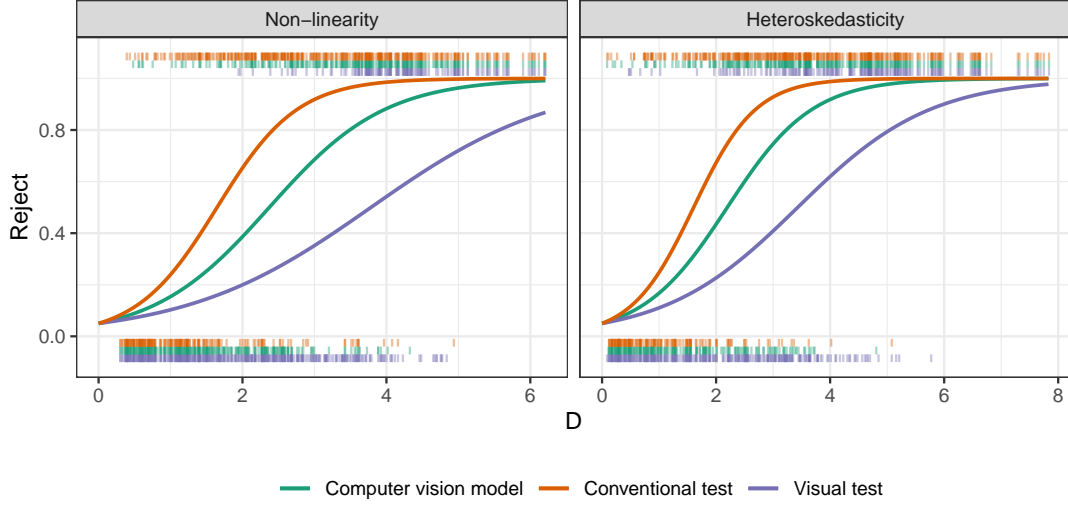 Non−linearity
Heteroskedasticity
Reject
0.8
0.4
0.0
0 2 4 6
0 2 4 6 8
D
Computer vision model Conventional test Visual test